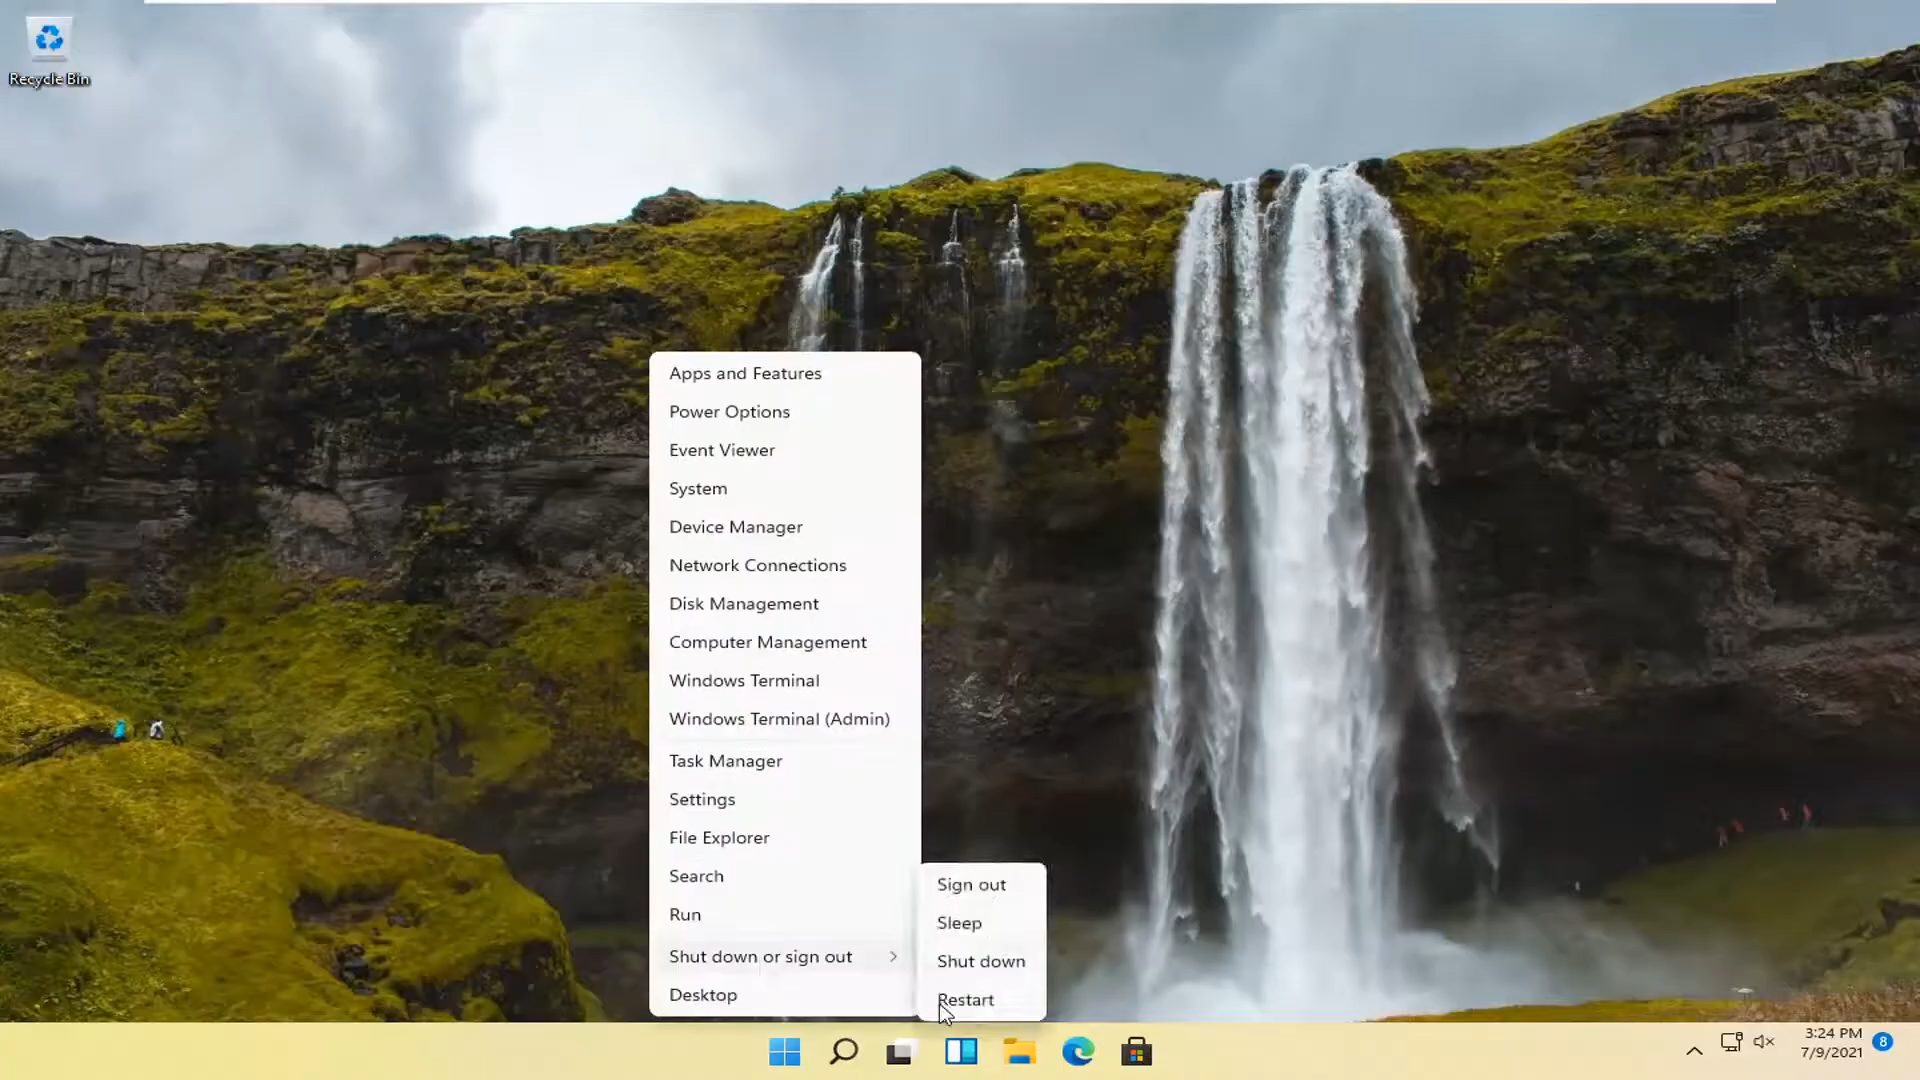 Recycle Bin
Apps and Features
Power Options
Event Viewer
System
Device Manager
Network Connections
Disk Management
Computer Management
Windows Terminal
Windows Terminal (Admin)
Task Manager
Settings
File Explorer
Search
Run
Shut down or sign out
Desktop
Sign out
Sleep
Shut down
Restart
3:24 PM
7/9/2021
8